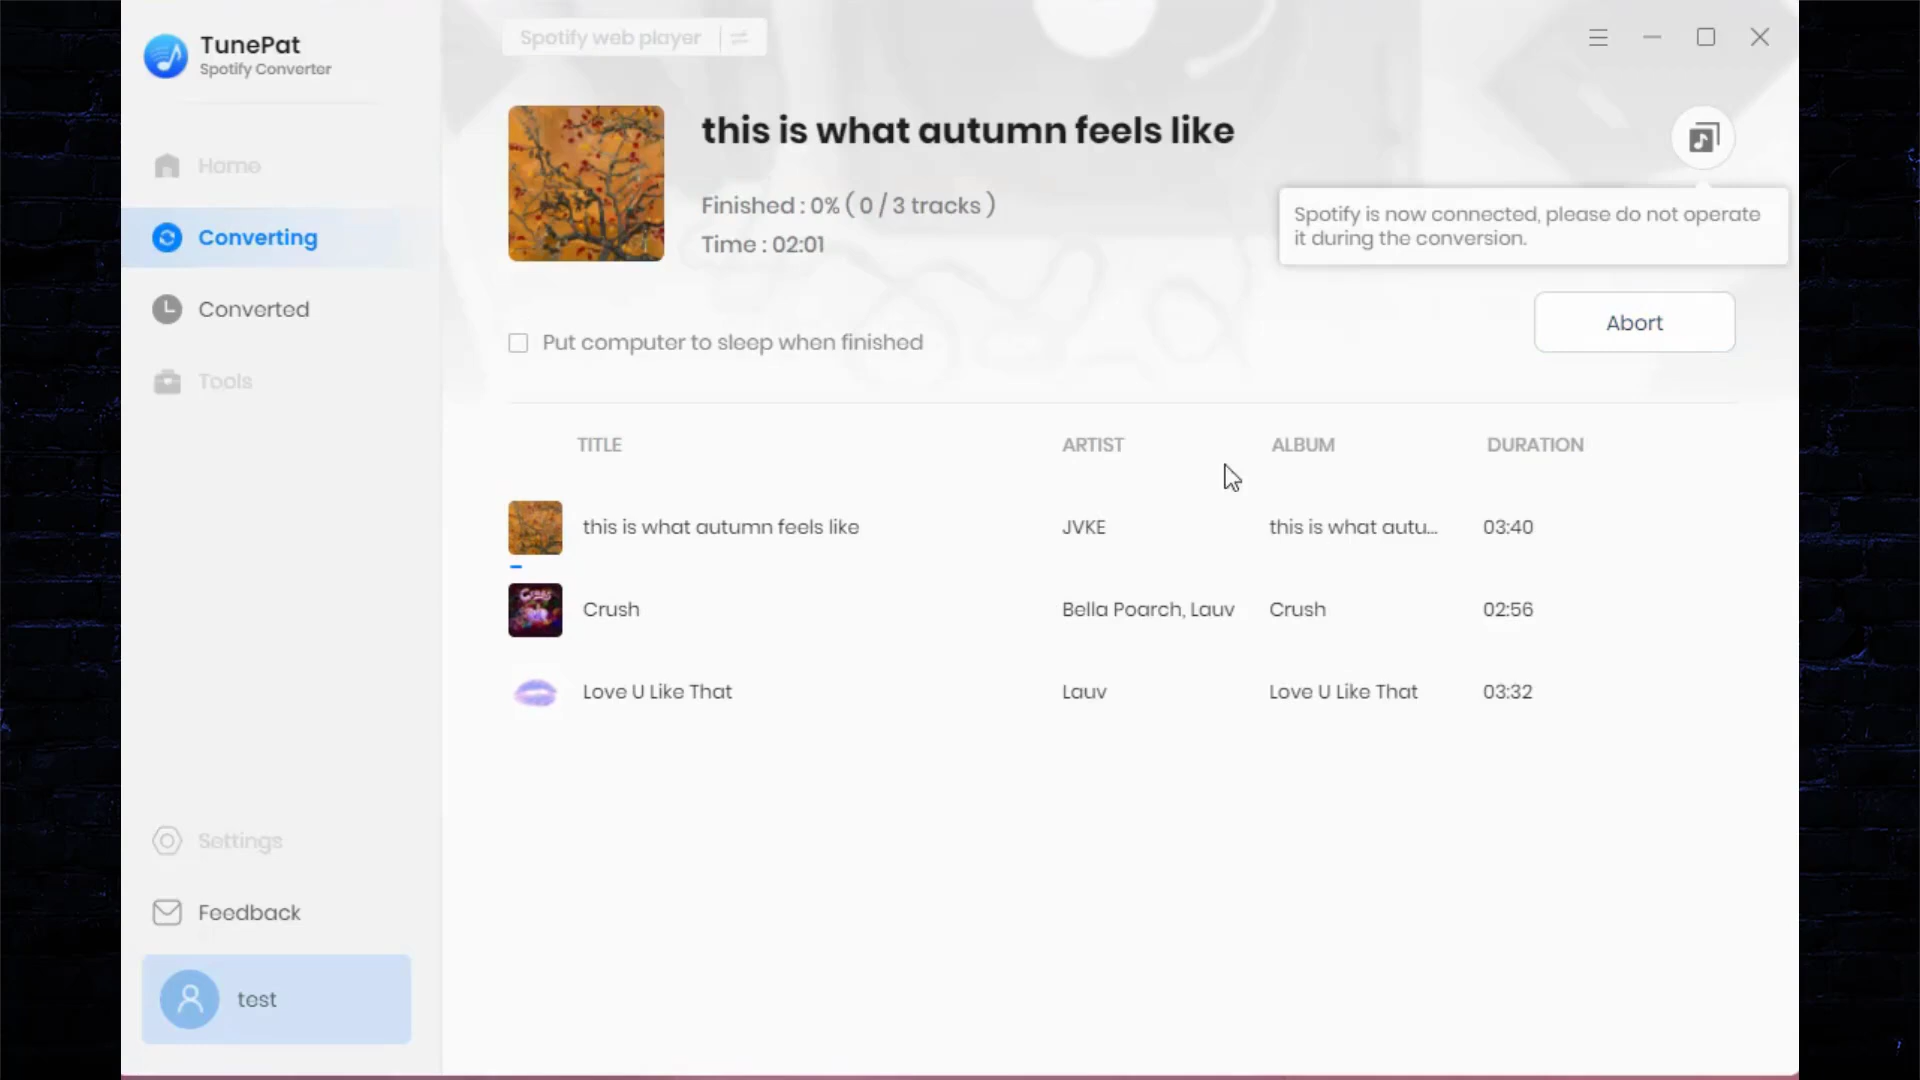 TunePat
Spotify Converter
Spotify web player
Home
Converting
Converted
Tools
this is what autumn feels like
Finished : 0% ( 0 / 3 tracks )
Time : 02:01
Spotify is now connected, please do not operate
it during the conversion.
Abort
Put computer to sleep when finished
TITLE ARTIST ALBUM DURATION
this is what autumn feels like JVKE this is what autu... 03:40
Crush Bella Poarch, Lauv Crush 02:56
Love U Like That Lauv Love U Like That 03:32
Settings
Feedback
test